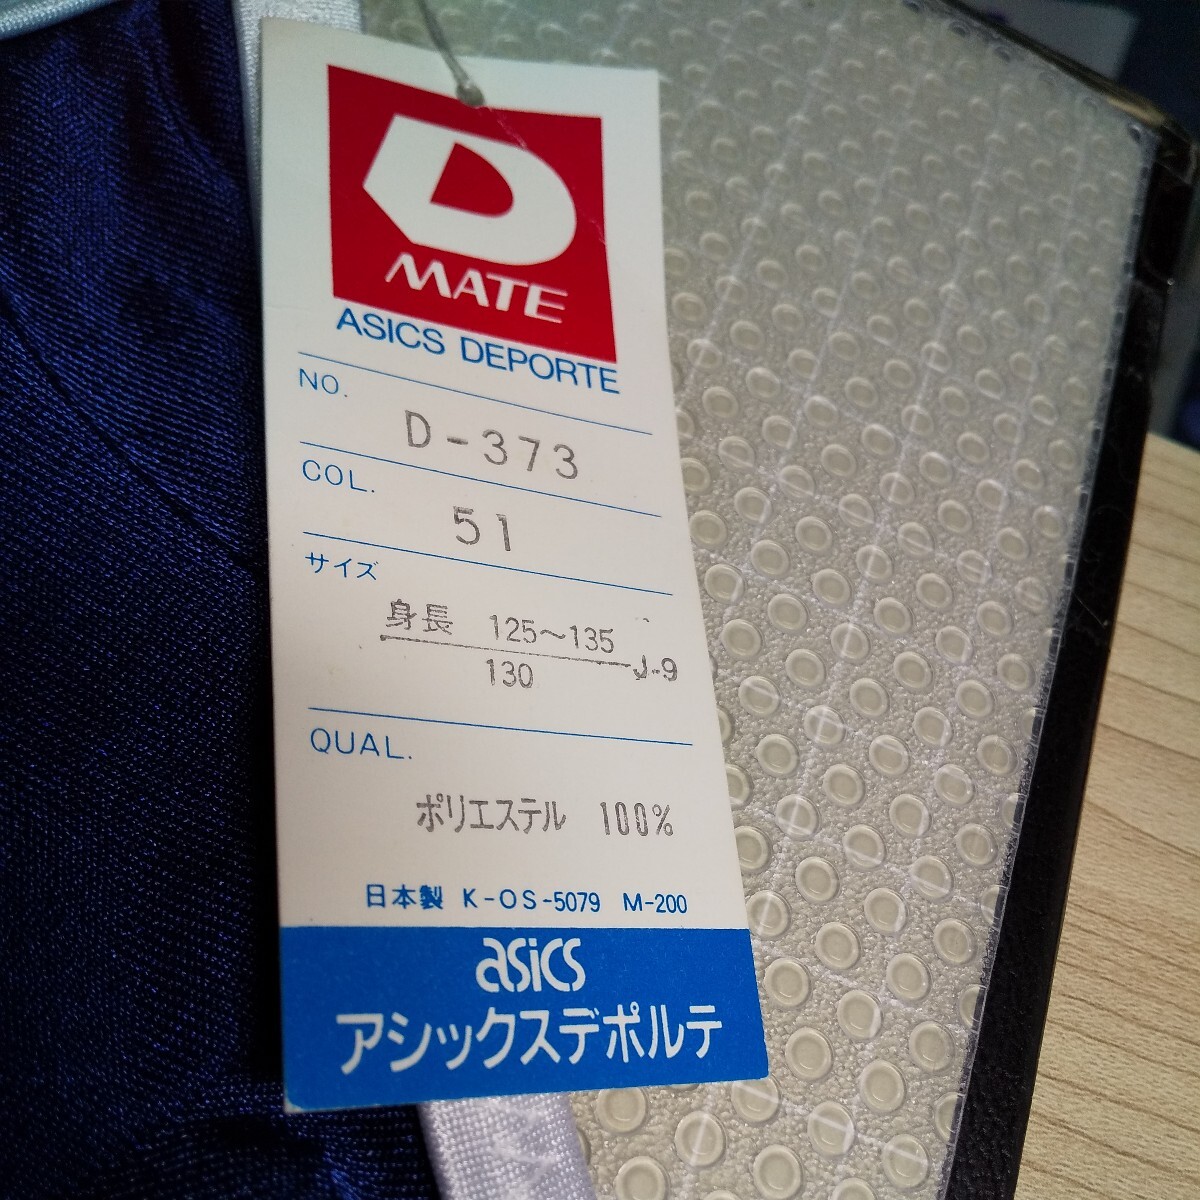 D
MATE
ASICS DEPORTE
NO.
D-373
COL.
51
サイズ
身長 125〜135
130
J-9
QUAL.
ポリエステル 100%
日本製 K-OS-5079 M-200
asics
アシックスデポルテ